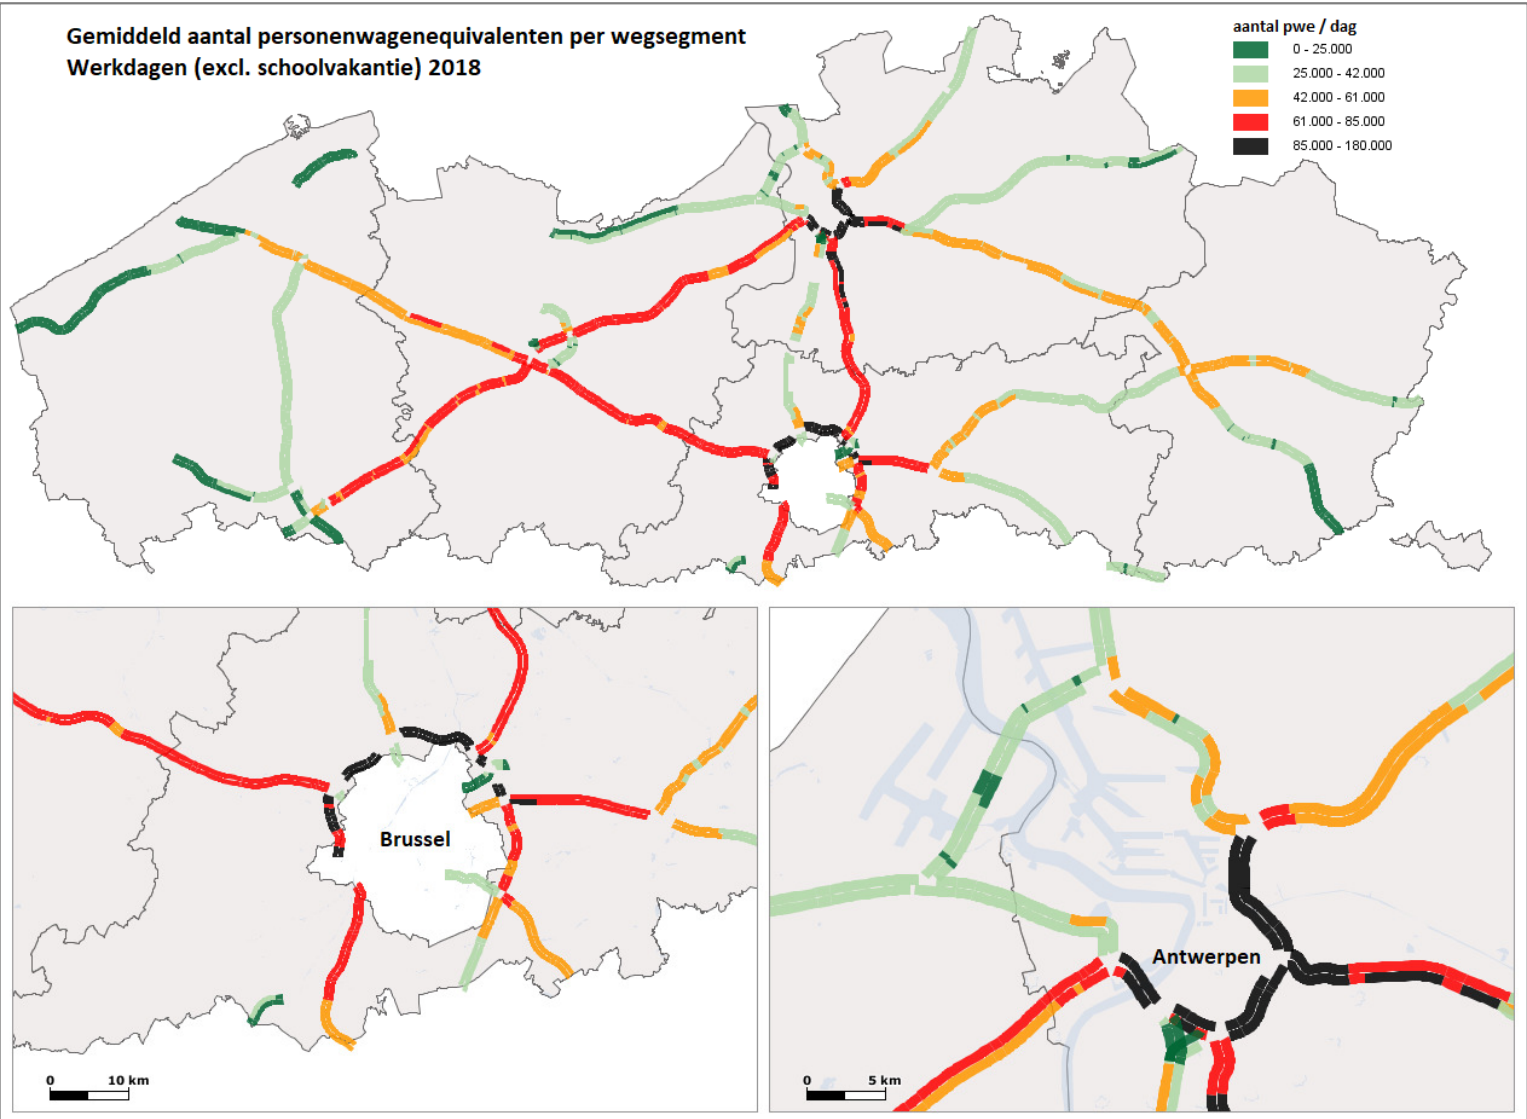 Gemiddeld aantal personenwagenequivalenten per wegsegment
Werkdagen (excl. schoolvakantie) 2018
aantal pwe / dag
0 - 25.000
25.000 - 42.000
42.000 - 61.000
61.000 - 85.000
85.000 - 180.000
Brussel
0 10 km
Antwerpen
0 5 km